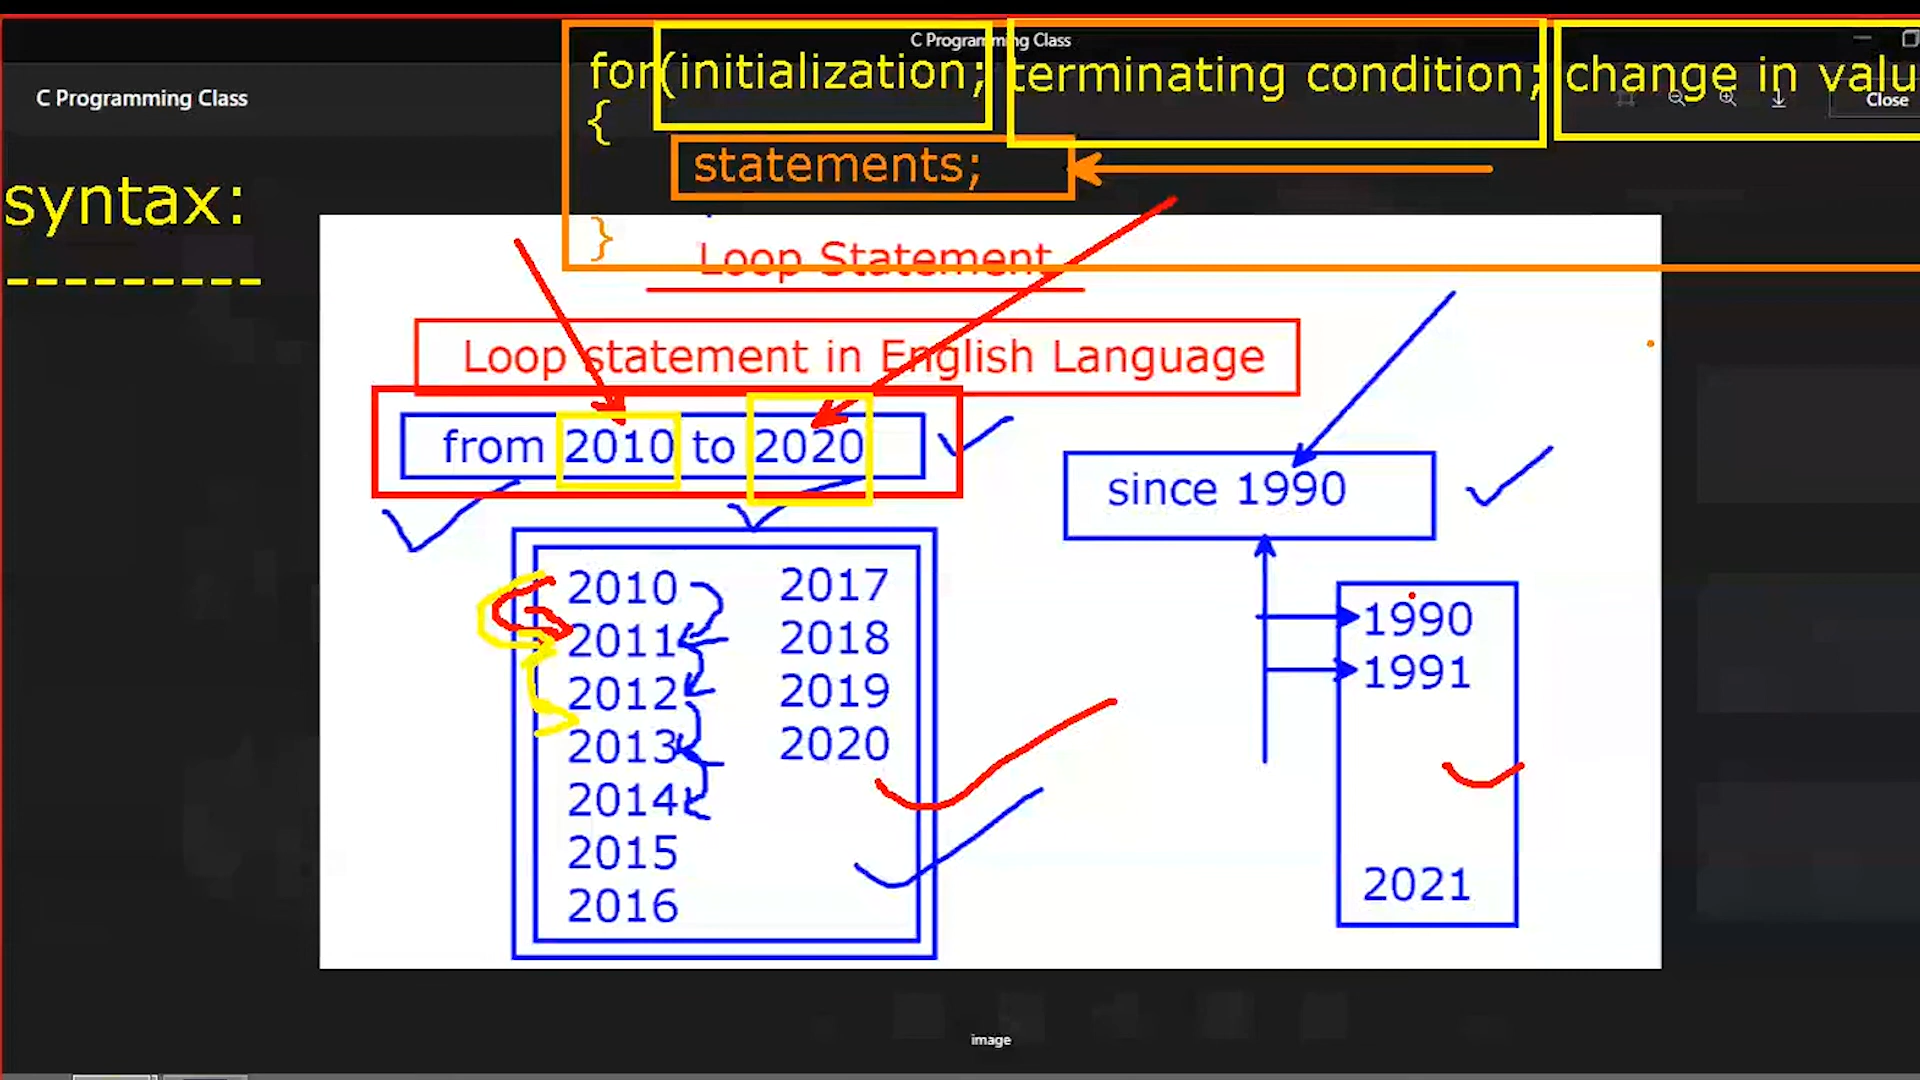 C Programming Class
C Programming Class
Close
for(initialization; terminating condition; change in valu
{
statements;
}
syntax:
---------
Loop Statement
Loop statement in English Language
from 2010 to 2020
since 1990
2010
2011
2012
2013
2014
2015
2016
2017
2018
2019
2020
1990
1991
2021
image